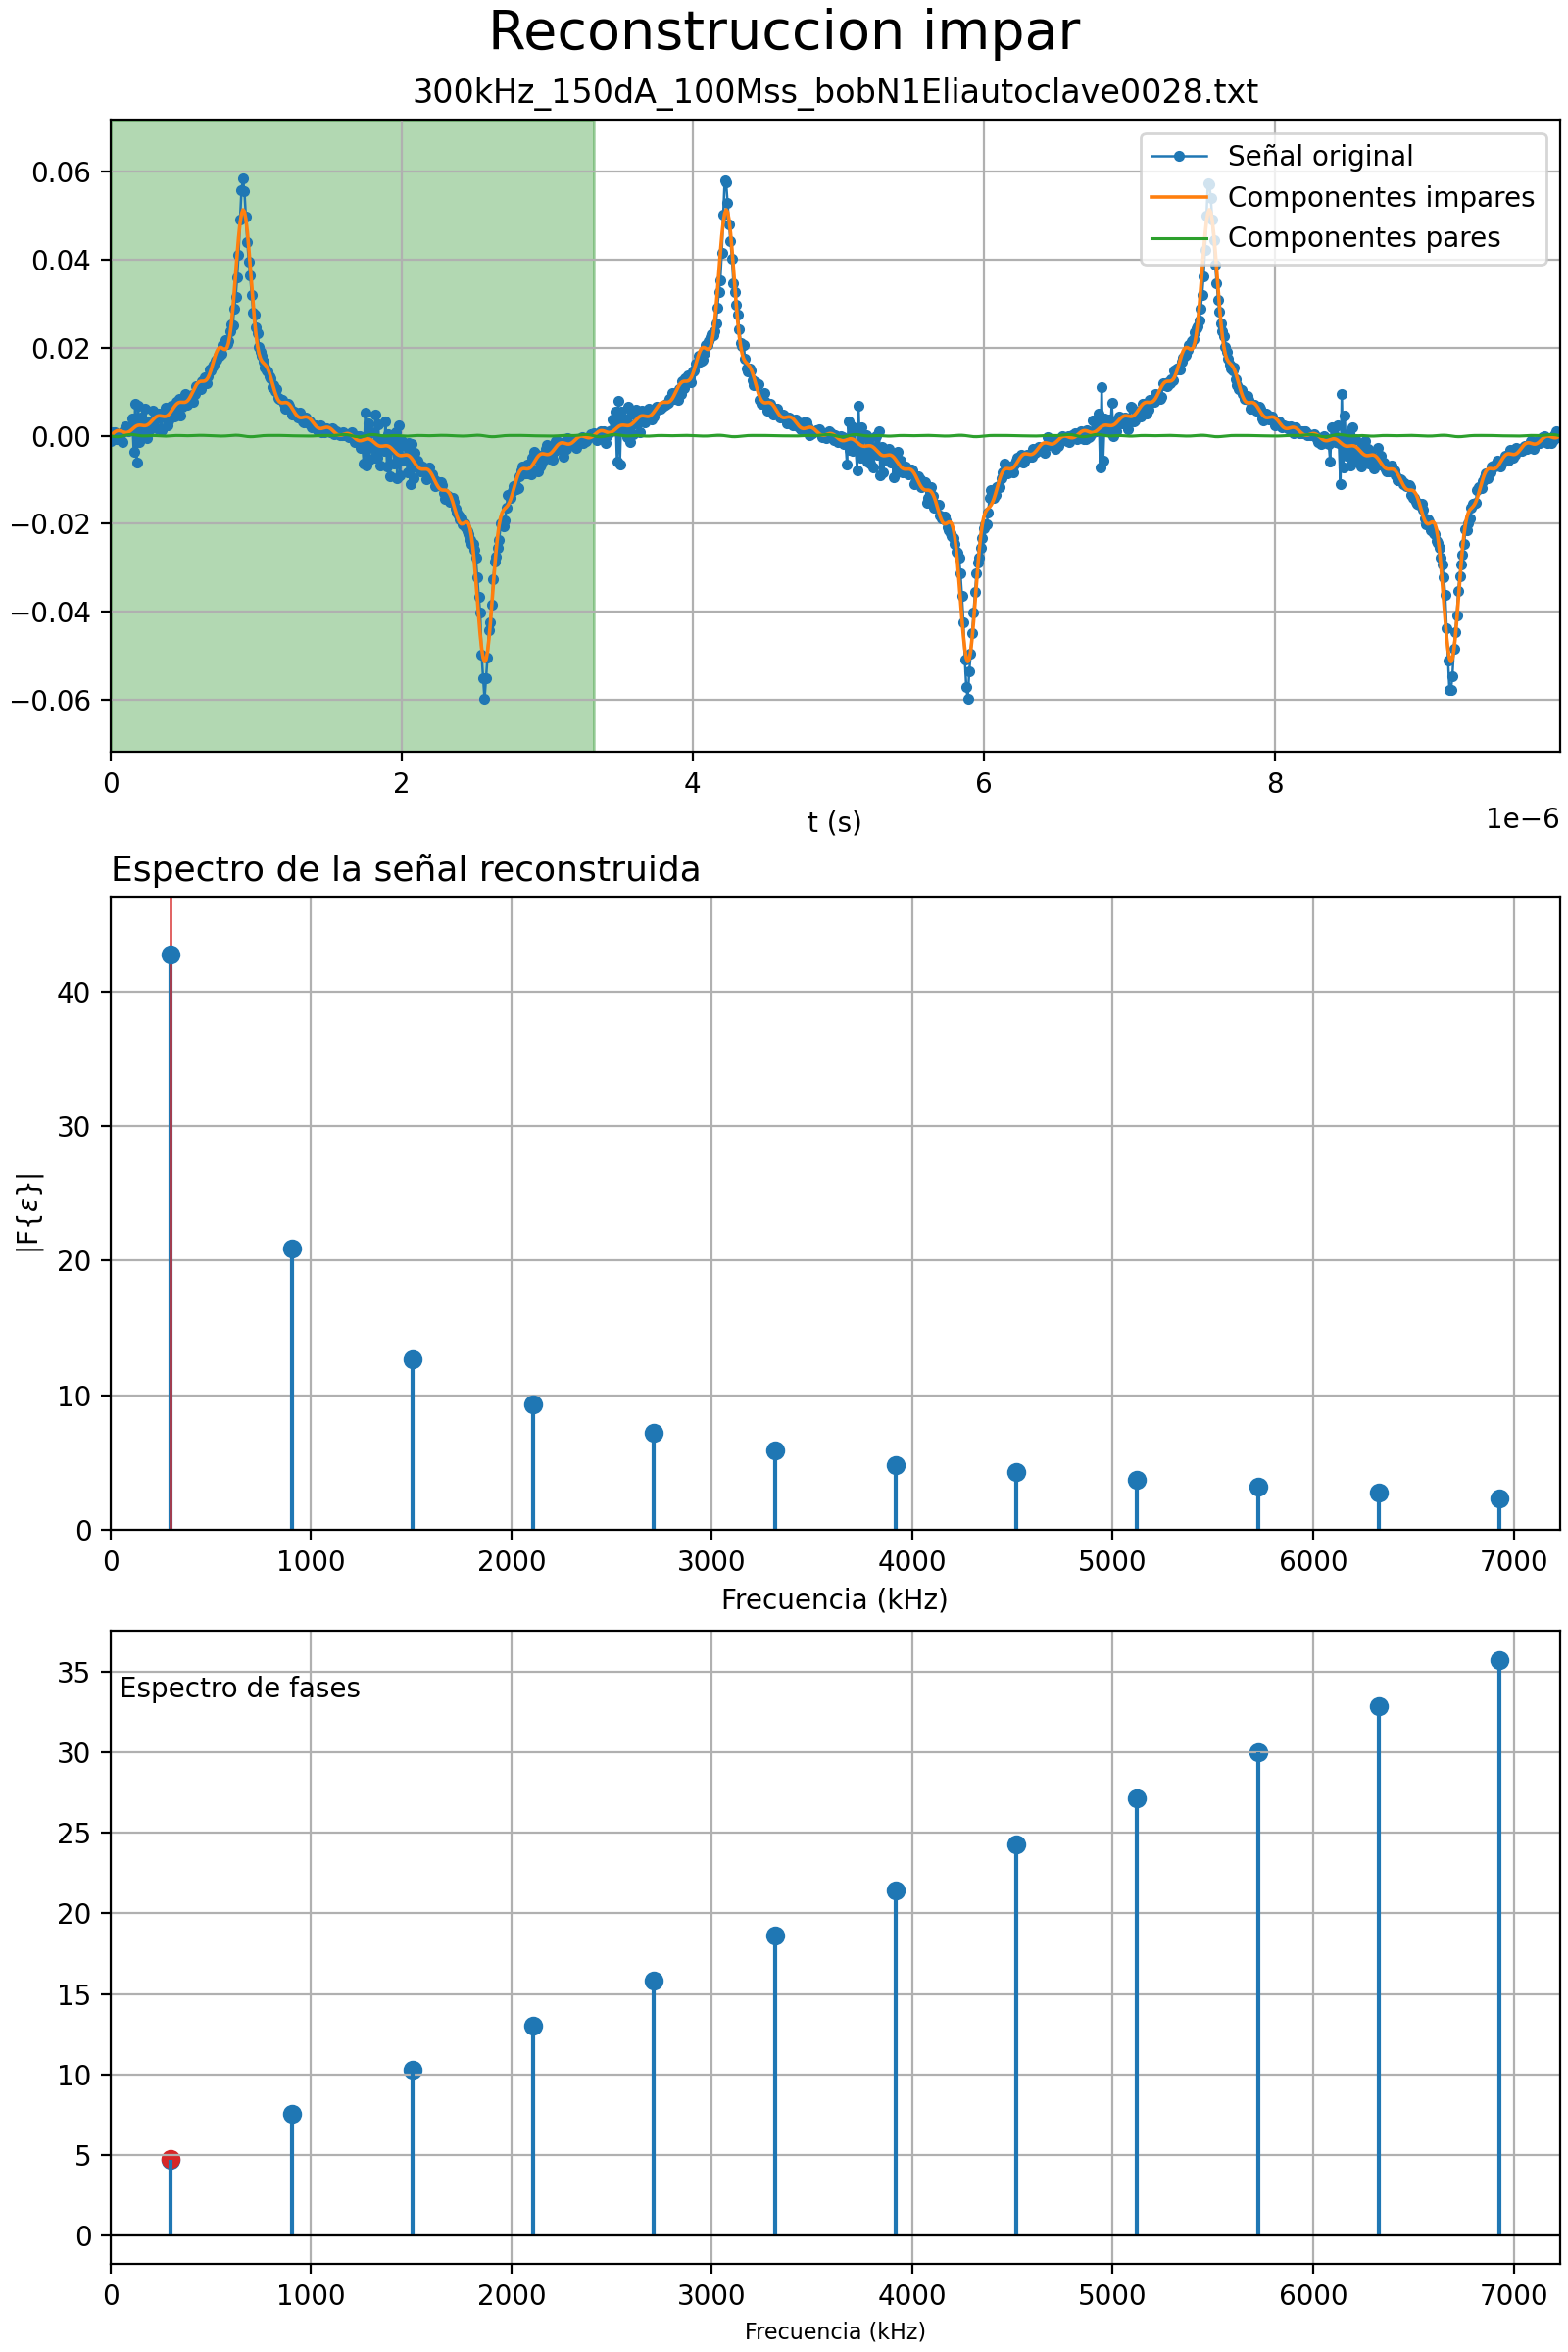 Reconstruccion impar
300kHz_150dA_100Mss_bobN1Eliautoclave0028.txt
Señal original
Componentes impares
Componentes pares
0.06
0.04
0.02
0.00
−0.02
−0.04
−0.06
0 2 4 6 8
1e−6
t (s)
Espectro de la señal reconstruida
|F{ε}|
40
30
20
10
0
0 1000 2000 3000 4000 5000 6000 7000
Frecuencia (kHz)
Espectro de fases
35
30
25
20
15
10
5
0
0 1000 2000 3000 4000 5000 6000 7000
Frecuencia (kHz)